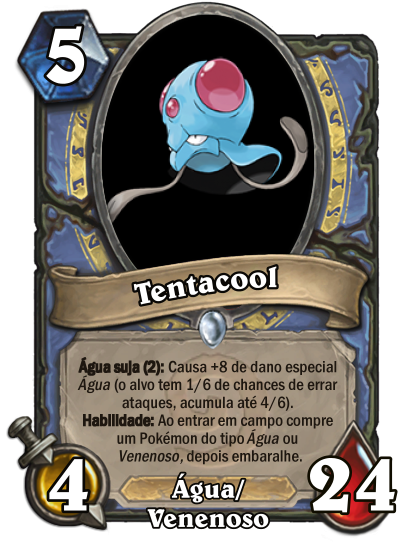 5
Tentacool
Água suja (2): Causa +8 de dano especial
Água (o alvo tem 1/6 de chances de errar
ataques, acumula até 4/6).
Habilidade: Ao entrar em campo compre
um Pokémon do tipo Água ou
Venenoso, depois embaralhe.
4
Água/
Venenoso
24